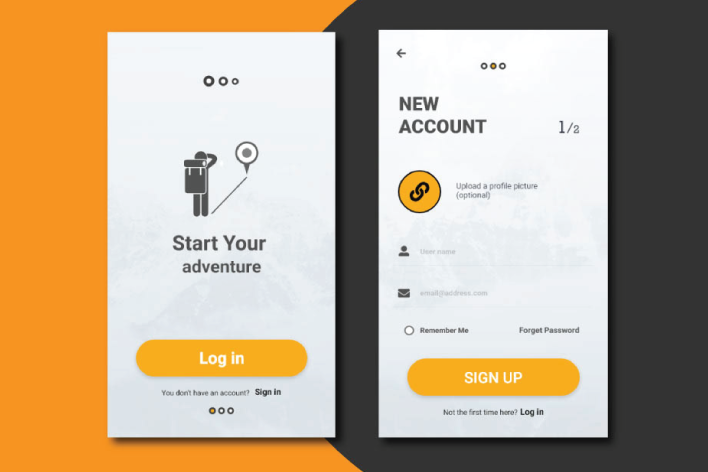 Start Your
adventure
Log in
You don't have an account? Sign in
NEW
ACCOUNT
1/2
Upload a profile picture
(optional)
User name
email@address.com
Remember Me
Forget Password
SIGN UP
Not the first time here? Log in